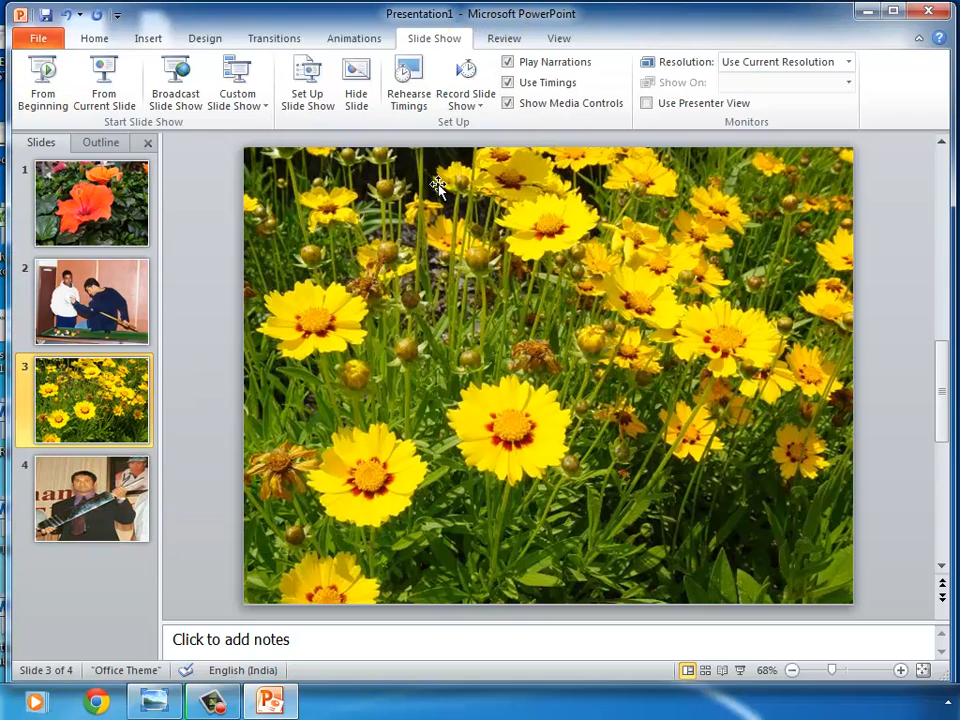 Presentation1 - Microsoft PowerPoint
File Home Insert Design Transitions Animations Slide Show Review View
From Beginning
From Current Slide
Broadcast Slide Show
Custom Slide Show
Start Slide Show
Set Up Slide Show
Hide Slide
Rehearse Timings
Record Slide Show
Play Narrations
Use Timings
Show Media Controls
Set Up
Resolution: Use Current Resolution
Show On:
Use Presenter View
Monitors
Slides Outline
1
2
3
4
Click to add notes
Slide 3 of 4 "Office Theme" English (India) 68%